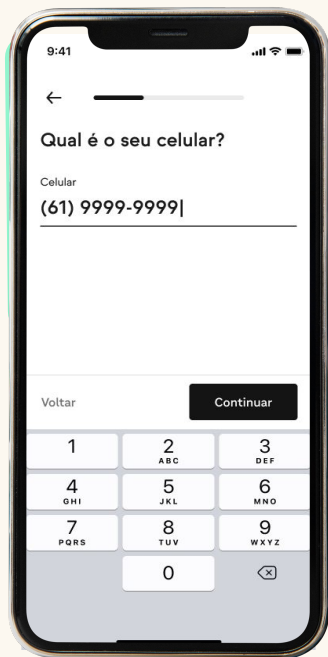 9:41
Qual é o seu celular?
Celular
(61) 9999-9999
Voltar Continuar
1 2 3
ABC DEF
4 5 6
GHI JKL MNO
7 8 9
PQRS TUV WXYZ
0